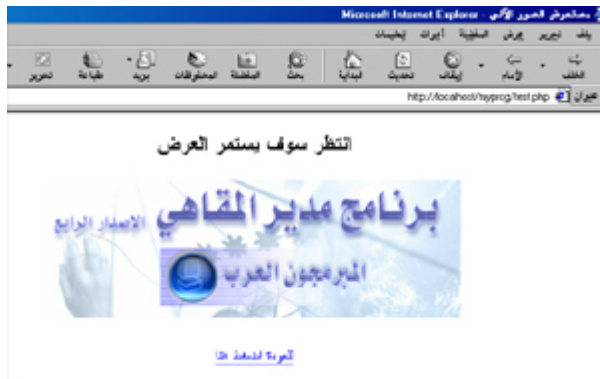 مستعرض الصور الآلي - Microsoft Internet Explorer
ملف تحرير عرض المفضلة أدوات تعليمات
الخلف الأمام إيقاف تحديث البداية بحث المفضلة المحفوظات بريد طباعة تحرير
عنوان http://localhost/myprog/test.php
انتظر سوف يستمر العرض
برنامج مدير المقاهي الاصدار الرابع
المبرمجون العرب
للعودة اضغط هنا